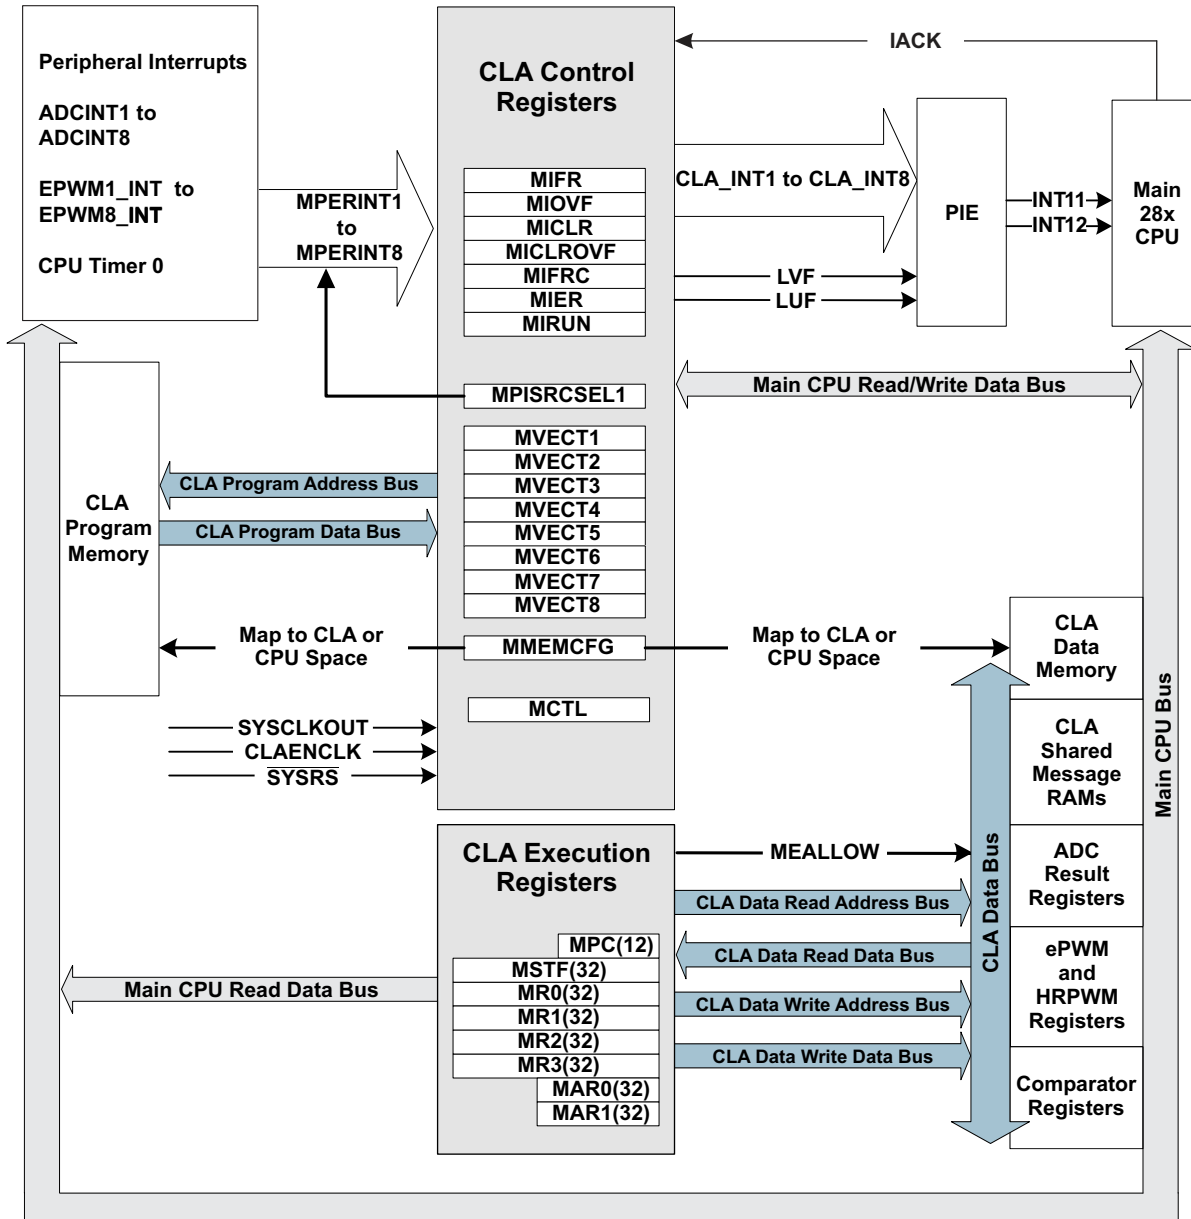 Peripheral Interrupts
ADCINT1 to
ADCINT8
EPWM1_INT to
EPWM8_INT
CPU Timer 0
MPERINT1
to
MPERINT8
CLA Control
Registers
MIFR
MIOVF
MICLR
MICLROVF
MIFRC
MIER
MIRUN
MPISRCSEL1
MVECT1
MVECT2
MVECT3
MVECT4
MVECT5
MVECT6
MVECT7
MVECT8
MMEMCFG
MCTL
IACK
CLA_INT1 to CLA_INT8
LVF
LUF
PIE
INT11
INT12
Main
28x
CPU
Main CPU Read/Write Data Bus
CLA
Program
Memory
CLA Program Address Bus
CLA Program Data Bus
Map to CLA or
CPU Space
Map to CLA or
CPU Space
SYSCLKOUT
CLAENCLK
SYSRS
CLA
Data
Memory
CLA
Shared
Message
RAMs
ADC
Result
Registers
ePWM
and
HRPWM
Registers
Comparator
Registers
Main CPU Bus
CLA Data Bus
CLA Execution
Registers
MPC(12)
MSTF(32)
MR0(32)
MR1(32)
MR2(32)
MR3(32)
MAR0(32)
MAR1(32)
MEALLOW
CLA Data Read Address Bus
CLA Data Read Data Bus
CLA Data Write Address Bus
CLA Data Write Data Bus
Main CPU Read Data Bus